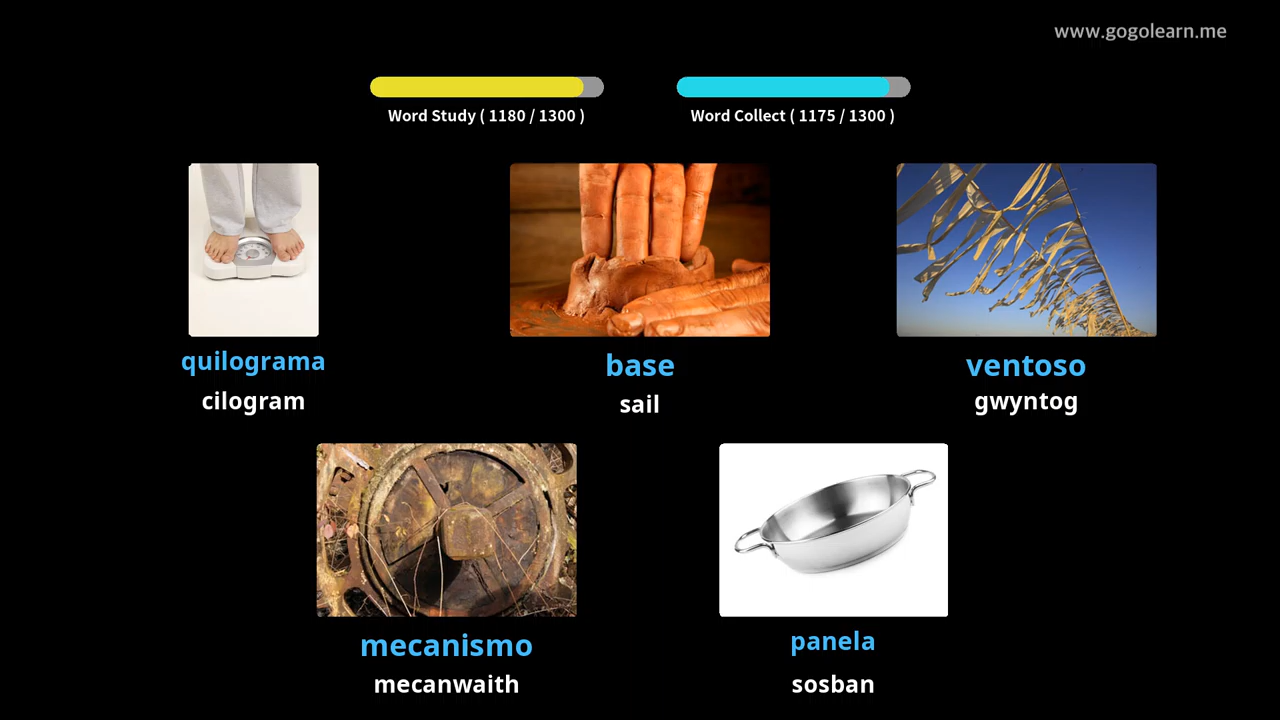 www.gogolearn.me
Word Study ( 1180 / 1300 )
Word Collect ( 1175 / 1300 )
quilograma
cilogram
base
sail
ventoso
gwyntog
mecanismo
mecanwaith
panela
sosban